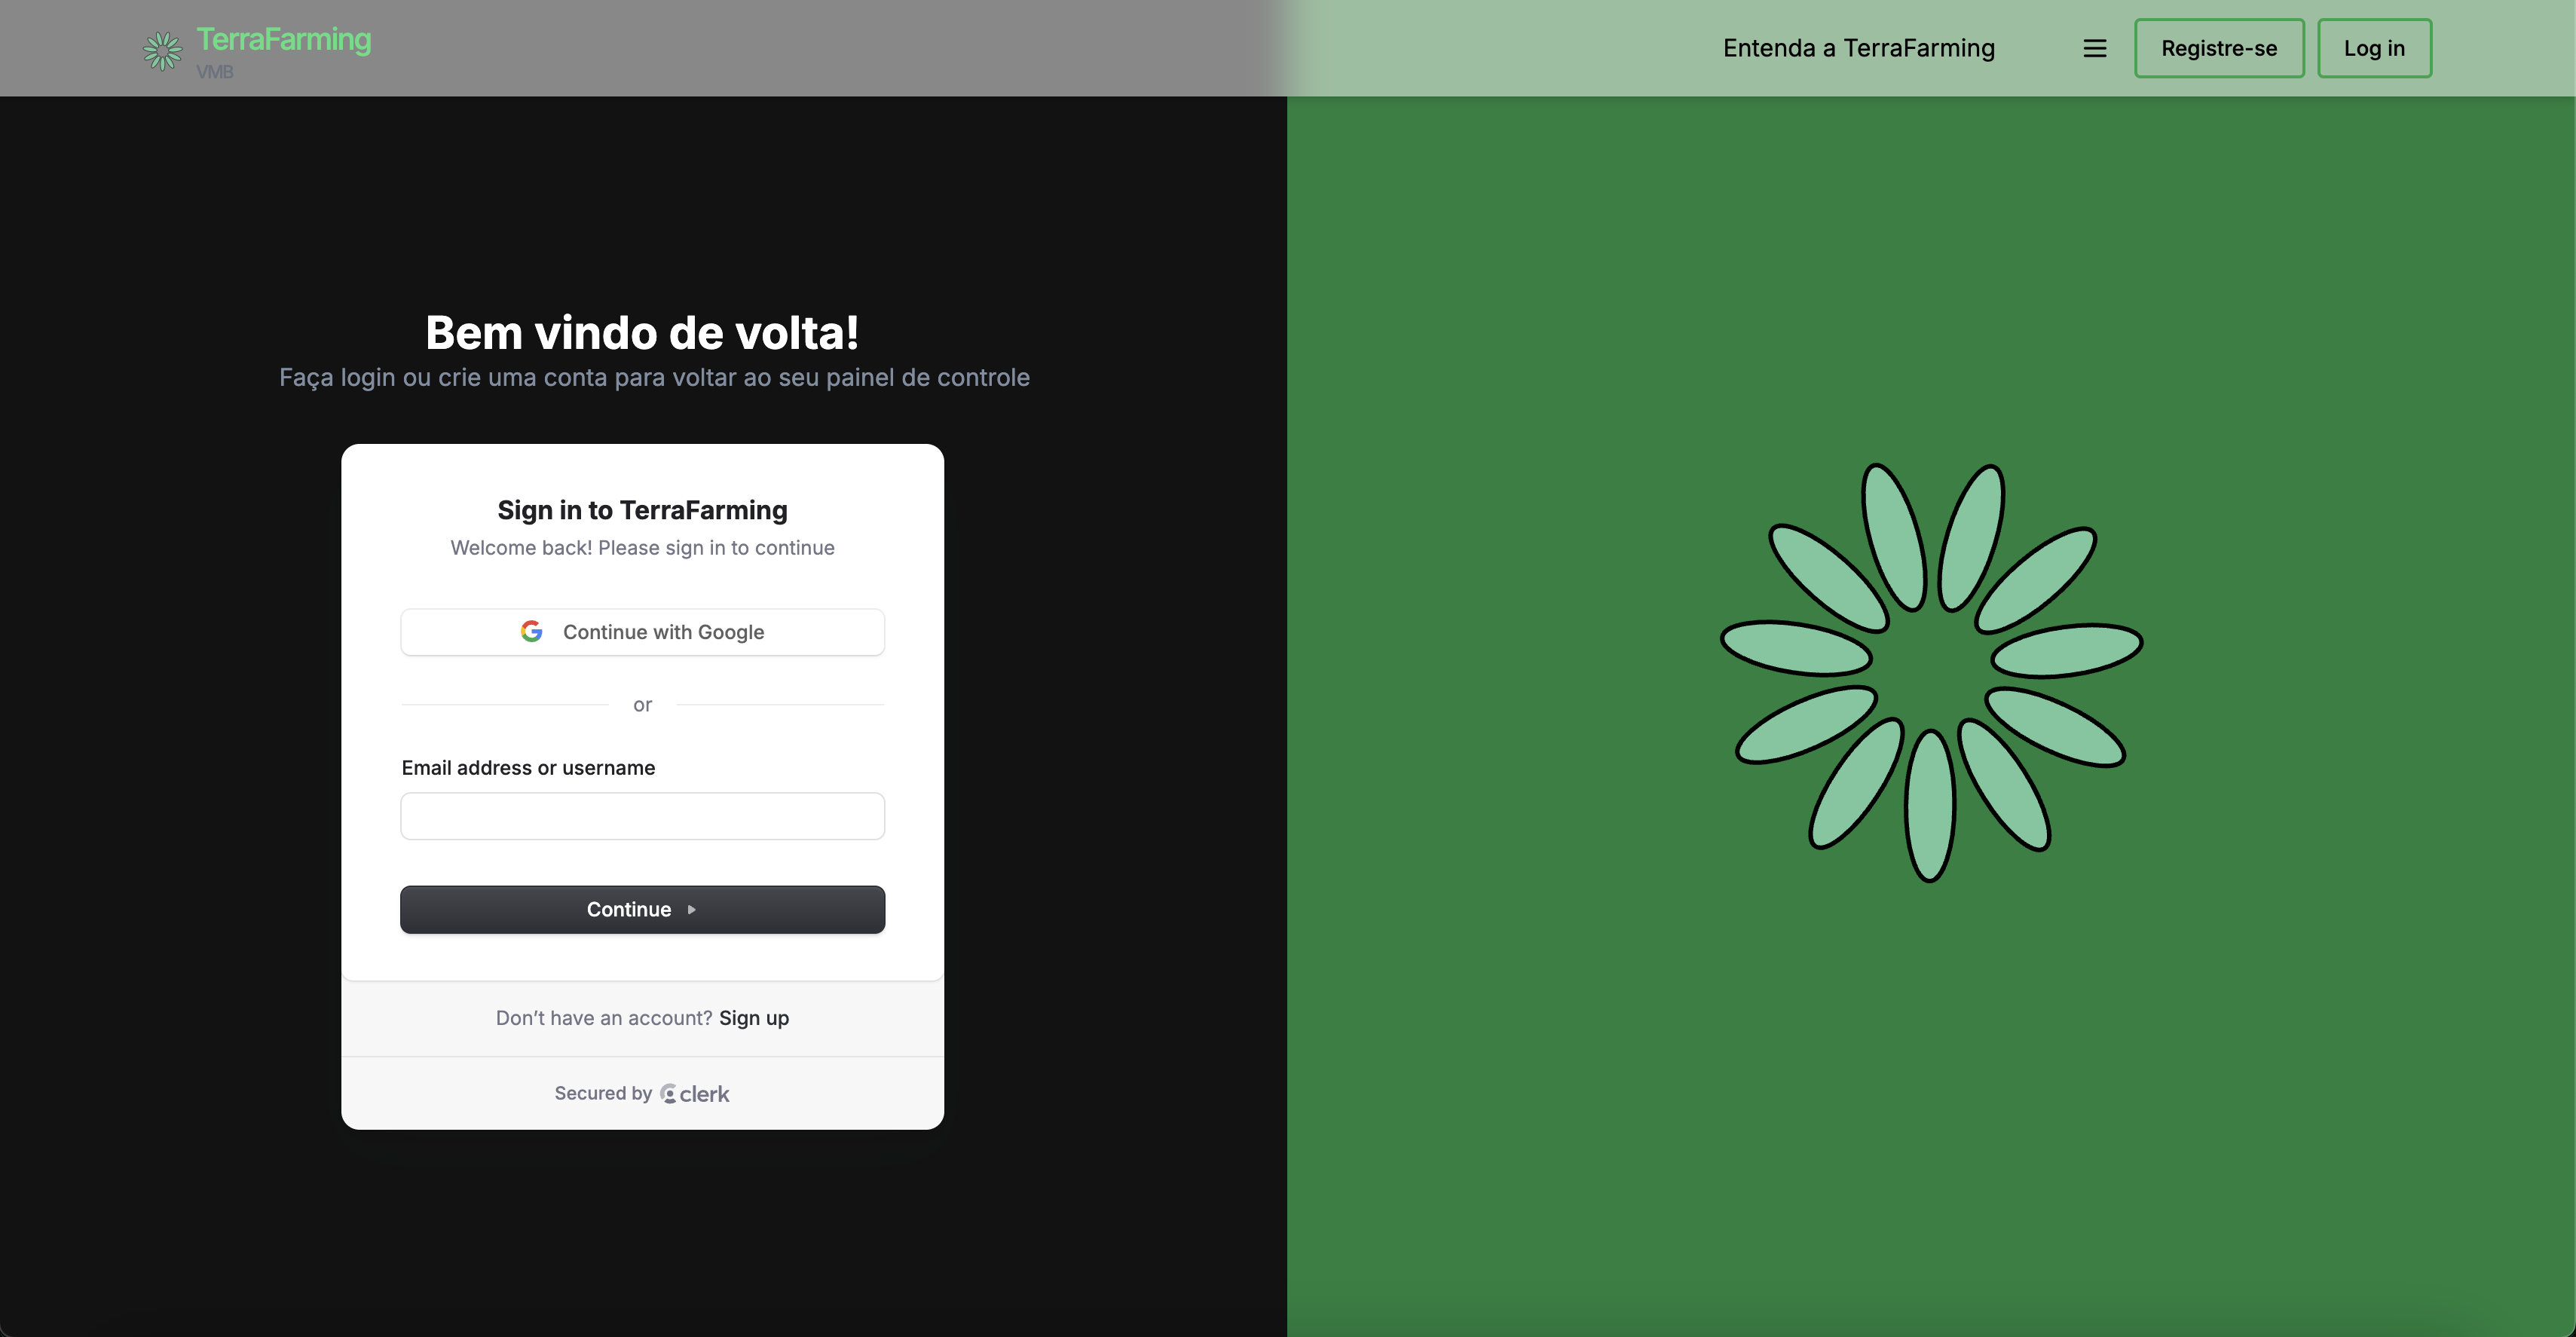 TerraFarming
VMB
Entenda a TerraFarming
Registre-se
Log in
Bem vindo de volta!
Faça login ou crie uma conta para voltar ao seu painel de controle
Sign in to TerraFarming
Welcome back! Please sign in to continue
Continue with Google
or
Email address or username
Continue
Don’t have an account? Sign up
Secured by clerk